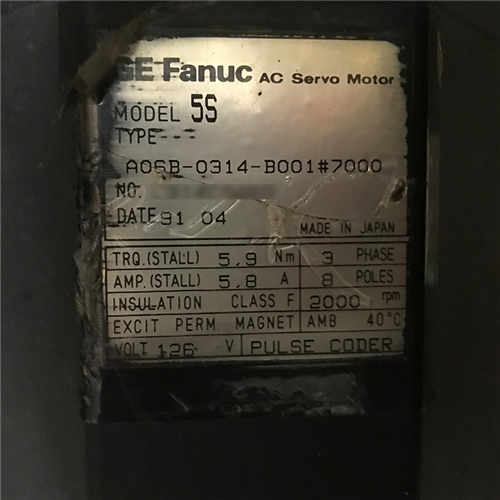 GE Fanuc AC Servo Motor
MODEL 5S
TYPE---
A06B-0314-B001#7000
NO.
DATE 91 04
MADE IN JAPAN
TRQ.(STALL) 5,9 Nm 3 PHASE
AMP.(STALL) 5,8 A 8 POLES
INSULATION CLASS F 2000 rpm
EXCIT PERM MAGNET AMB 40°C
VOLT 126 V PULSE CODER